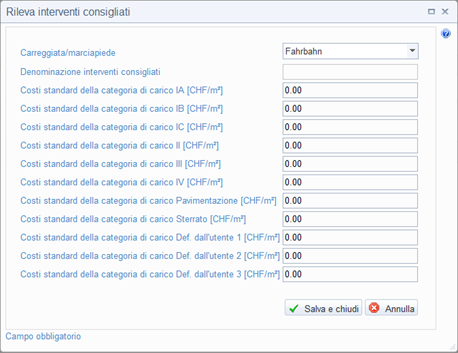 Rileva interventi consigliati
Carreggiata/marciapiede Fahrbahn
Denominazione interventi consigliati
Costi standard della categoria di carico IA [CHF/m²] 0.00
Costi standard della categoria di carico IB [CHF/m²] 0.00
Costi standard della categoria di carico IC [CHF/m²] 0.00
Costi standard della categoria di carico II [CHF/m²] 0.00
Costi standard della categoria di carico III [CHF/m²] 0.00
Costi standard della categoria di carico IV [CHF/m²] 0.00
Costi standard della categoria di carico Pavimentazione [CHF/m²] 0.00
Costi standard della categoria di carico Sterrato [CHF/m²] 0.00
Costi standard della categoria di carico Def. dall'utente 1 [CHF/m²] 0.00
Costi standard della categoria di carico Def. dall'utente 2 [CHF/m²] 0.00
Costi standard della categoria di carico Def. dall'utente 3 [CHF/m²] 0.00
Salva e chiudi Annulla
Campo obbligatorio